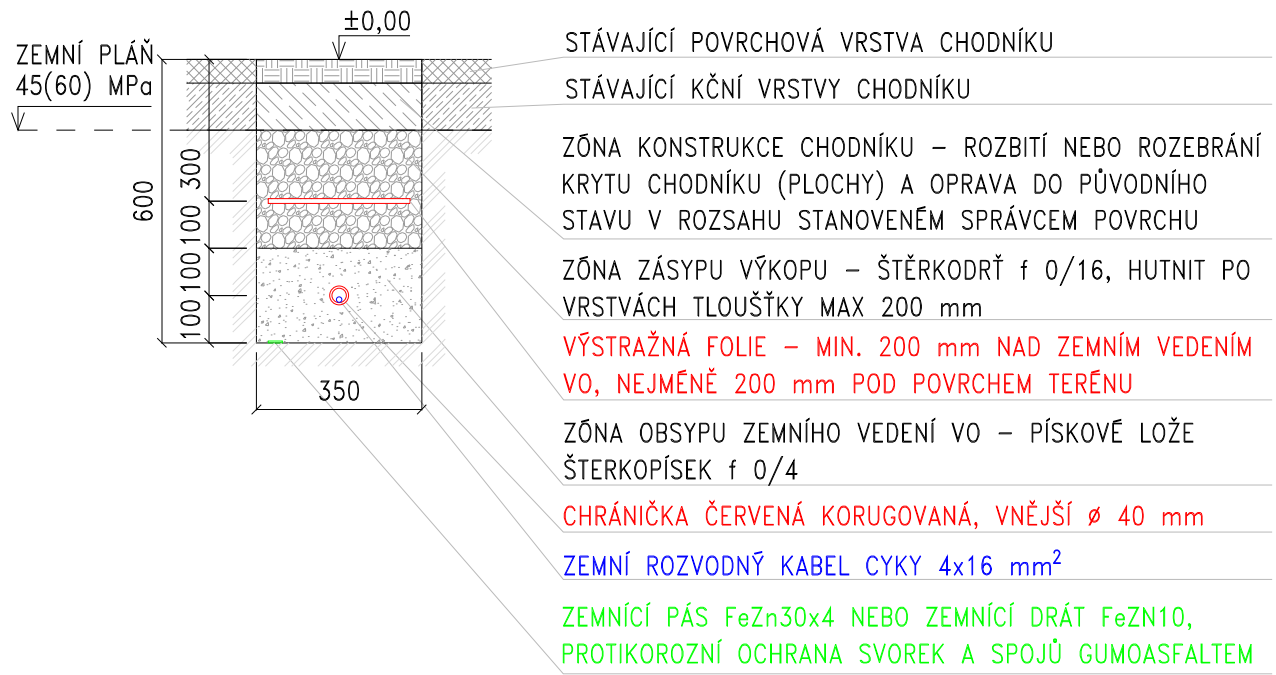 ±0,00
ZEMNÍ PLÁŇ
45(60) MPa
600
300
100
100
100
350
STÁVAJÍCÍ POVRCHOVÁ VRSTVA CHODNÍKU
STÁVAJÍCÍ KČNÍ VRSTVY CHODNÍKU
ZÓNA KONSTRUKCE CHODNÍKU – ROZBITÍ NEBO ROZEBRÁNÍ
KRYTU CHODNÍKU (PLOCHY) A OPRAVA DO PŮVODNÍHO
STAVU V ROZSAHU STANOVENÉM SPRÁVCEM POVRCHU
ZÓNA ZÁSYPU VÝKOPU – ŠTĚRKODRŤ f 0/16, HUTNIT PO
VRSTVÁCH TLOUŠŤKY MAX 200 mm
VÝSTRAŽNÁ FOLIE – MIN. 200 mm NAD ZEMNÍM VEDENÍM
VO, NEJMÉNĚ 200 mm POD POVRCHEM TERÉNU
ZÓNA OBSYPU ZEMNÍHO VEDENÍ VO – PÍSKOVÉ LOŽE
ŠTERKOPÍSEK f 0/4
CHRÁNIČKA ČERVENÁ KORUGOVANÁ, VNĚJŠÍ ø 40 mm
ZEMNÍ ROZVODNÝ KABEL CYKY 4x16 mm²
ZEMNÍCÍ PÁS FeZn30x4 NEBO ZEMNÍCÍ DRÁT FeZN10,
PROTIKOROZNÍ OCHRANA SVOREK A SPOJŮ GUMOASFALTEM